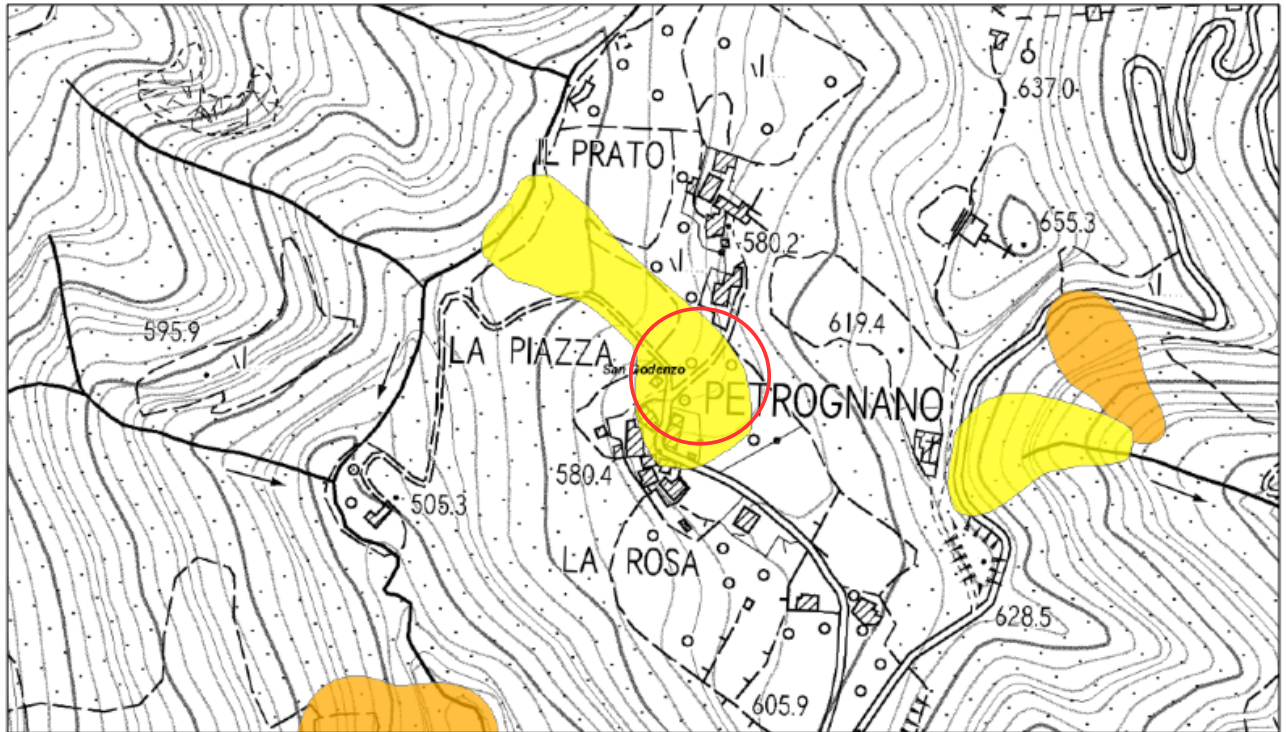 637.0
IL PRATO
580.2
655.3
595.9
619.4
LA PIAZZA
San Godenzo
PETROGNANO
580.4
505.3
LA ROSA
628.5
605.9